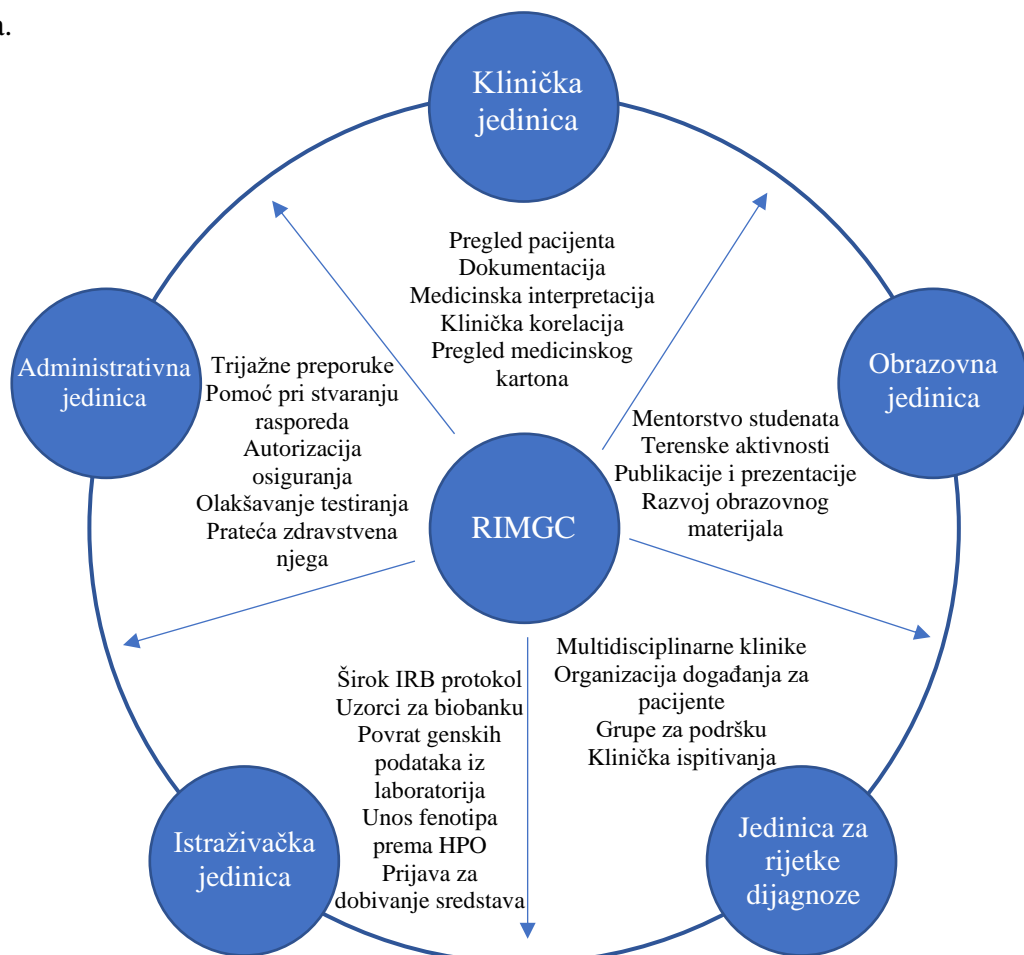 a.
Klinička
jedinica
Pregled pacijenta
Dokumentacija
Medicinska interpretacija
Klinička korelacija
Pregled medicinskog
kartona
Administrativna
jedinica
Trijažne preporuke
Pomoć pri stvaranju
rasporeda
Autorizacija
osiguranja
Olakšavanje testiranja
Prateća zdravstvena
njega
Obrazovna
jedinica
Mentorstvo studenata
Terenske aktivnosti
Publikacije i prezentacije
Razvoj obrazovnog
materijala
RIMGC
Širok IRB protokol
Uzorci za biobanku
Povrat genskih
podataka iz
laboratorija
Unos fenotipa
prema HPO
Prijava za
dobivanje sredstava
Multidisciplinarne klinike
Organizacija događanja za
pacijente
Grupe za podršku
Klinička ispitivanja
Istraživačka
jedinica
Jedinica za
rijetke
dijagnoze